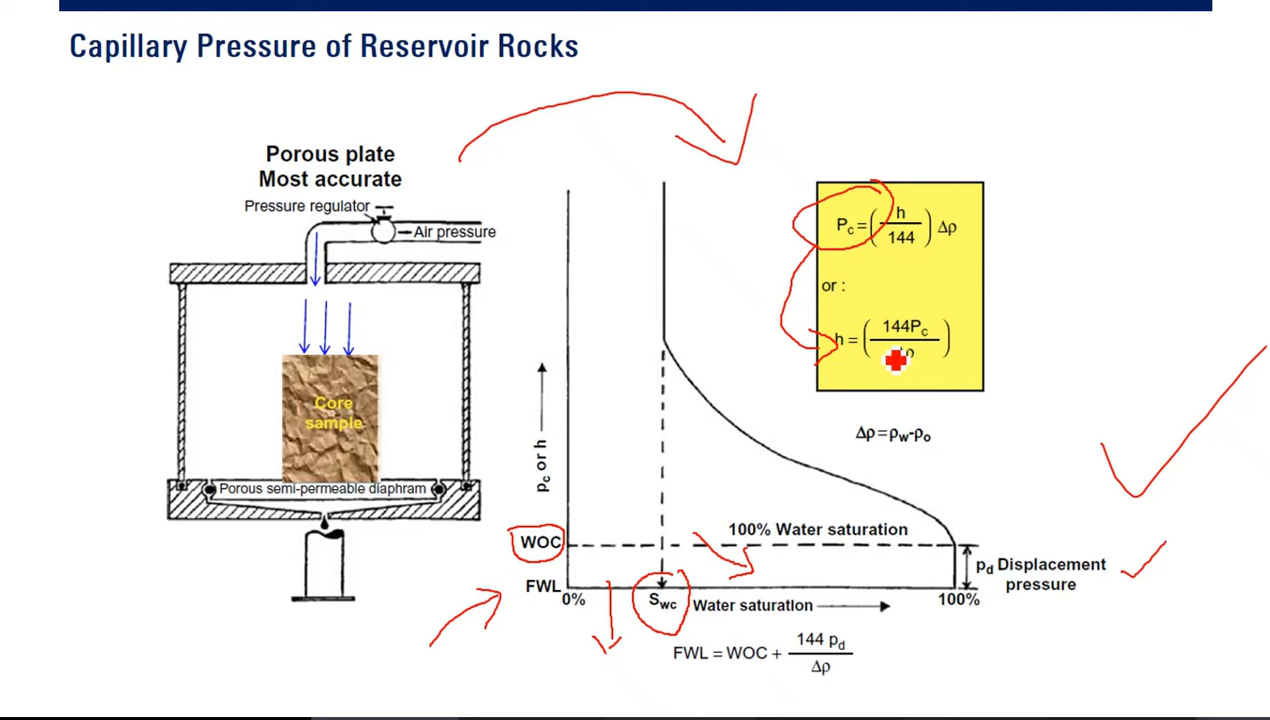 Capillary Pressure of Reservoir Rocks
Porous plate
Most accurate
Pressure regulator
Air pressure
Core
sample
Porous semi-permeable diaphram
pc or h
WOC
FWL
0%
Swc
Water saturation
100%
100% Water saturation
pd Displacement
pressure
Pc = (h/144) Δρ
or :
h = (144Pc/Δρ)
Δρ = ρw-ρo
FWL = WOC + 144 pd/Δρ